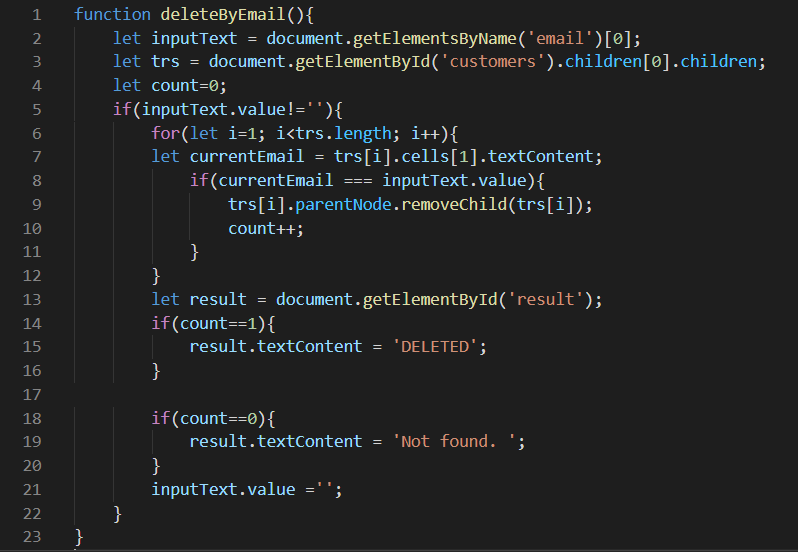 1 function deleteByEmail(){
2     let inputText = document.getElementsByName('email')[0];
3     let trs = document.getElementById('customers').children[0].children;
4     let count=0;
5     if(inputText.value!=''){
6         for(let i=1; i<trs.length; i++){
7         let currentEmail = trs[i].cells[1].textContent;
8             if(currentEmail === inputText.value){
9                 trs[i].parentNode.removeChild(trs[i]);
10                 count++;
11             }
12         }
13         let result = document.getElementById('result');
14         if(count==1){
15             result.textContent = 'DELETED';
16         }
17
18         if(count==0){
19             result.textContent = 'Not found. ';
20         }
21         inputText.value ='';
22     }
23 }